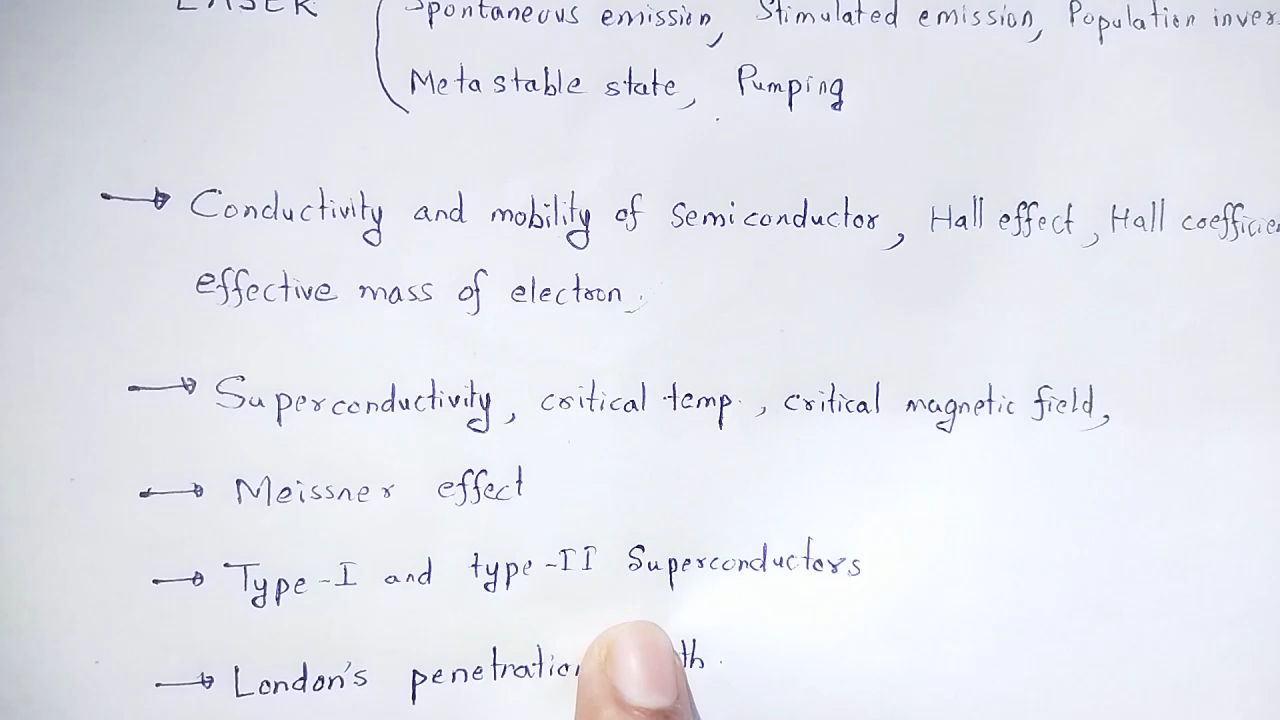 LASER Spontaneous emission, Stimulated emission, Population
Metastable state, Pumping
Conductivity and mobility of Semiconductor, Hall effect, Hall
effective mass of electron.
Superconductivity, critical temp., critical magnetic field,
Meissner effect
Type-I and type-II Superconductors
London's